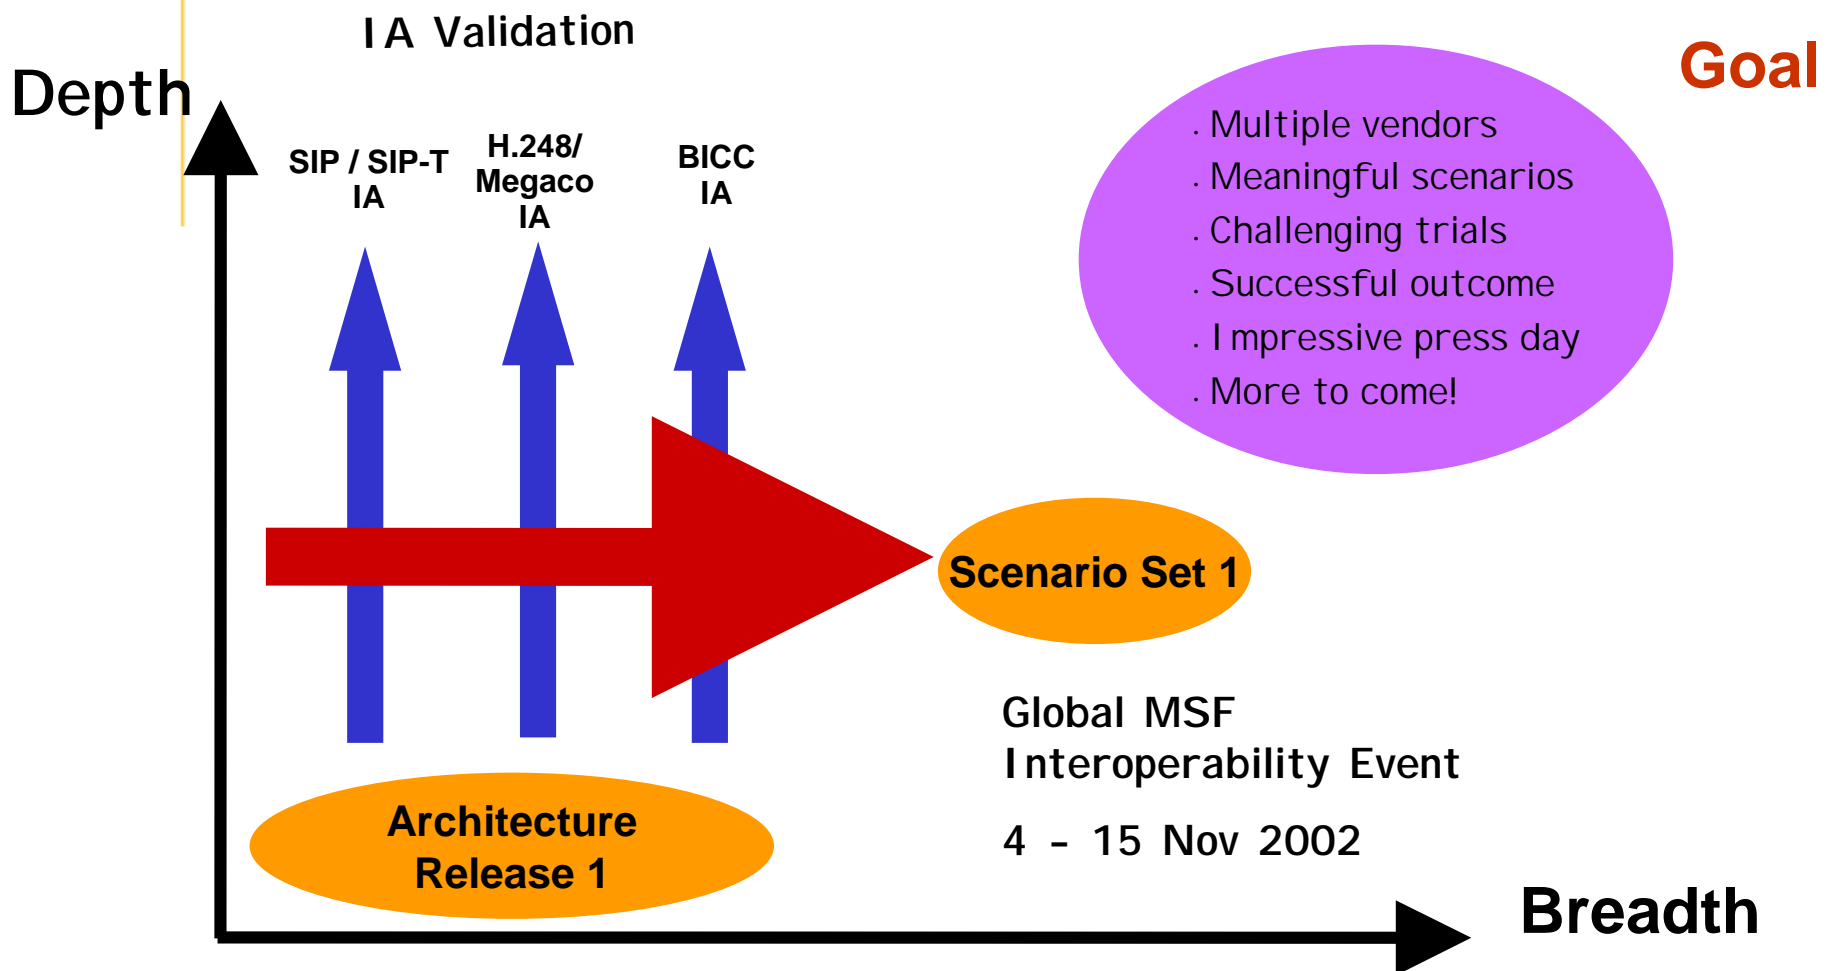 IA Validation
Depth
Goal
SIP / SIP-T
IA
H.248/
Megaco
IA
BICC
IA
. Multiple vendors
. Meaningful scenarios
. Challenging trials
. Successful outcome
. Impressive press day
. More to come!
Scenario Set 1
Global MSF
Interoperability Event
4 – 15 Nov 2002
Architecture
Release 1
Breadth